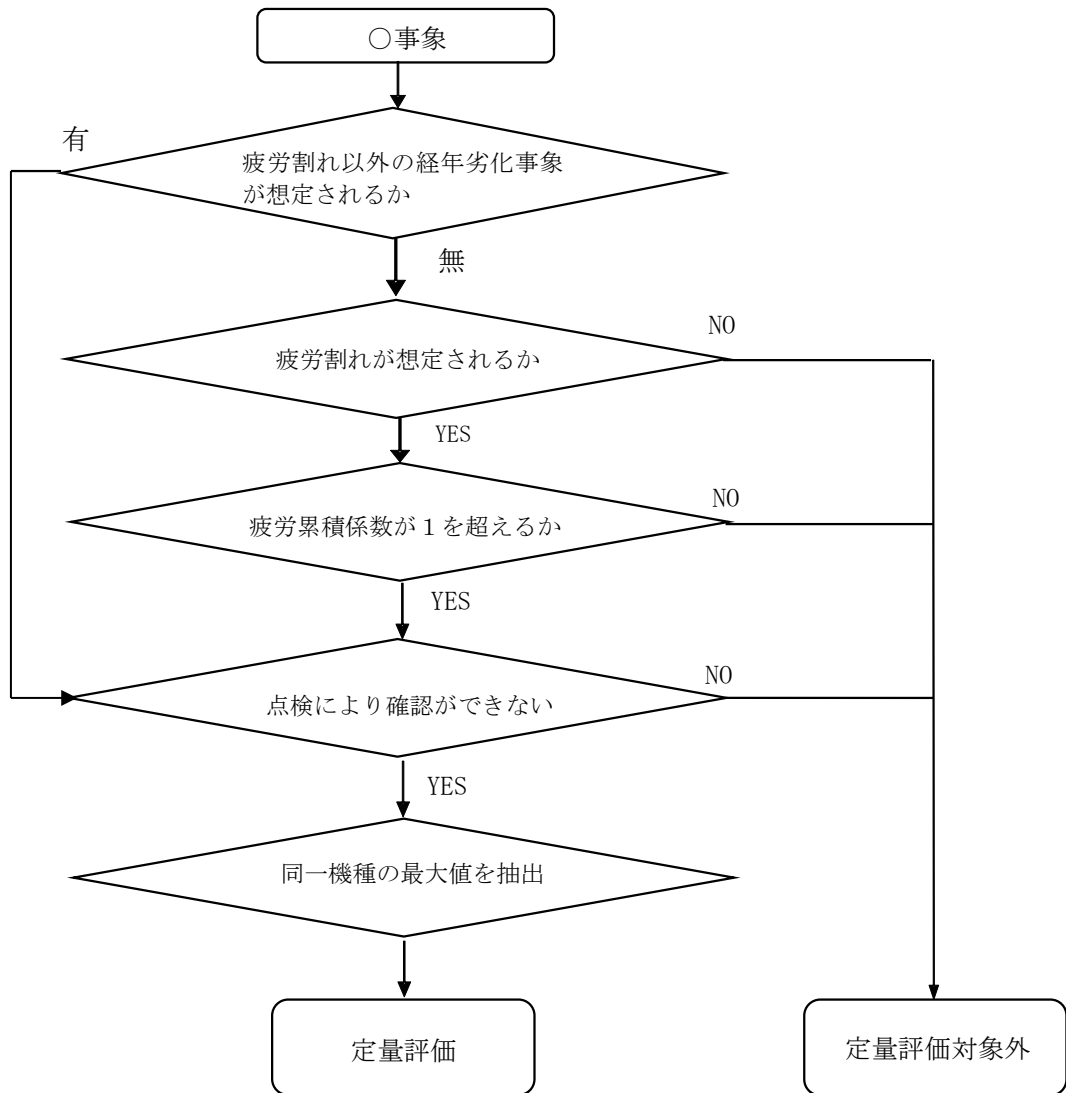 ○事象
有
疲労割れ以外の経年劣化事象
が想定されるか
無
NO
疲労割れが想定されるか
YES
NO
疲労累積係数が１を超えるか
YES
NO
点検により確認ができない
YES
同一機種の最大値を抽出
定量評価
定量評価対象外